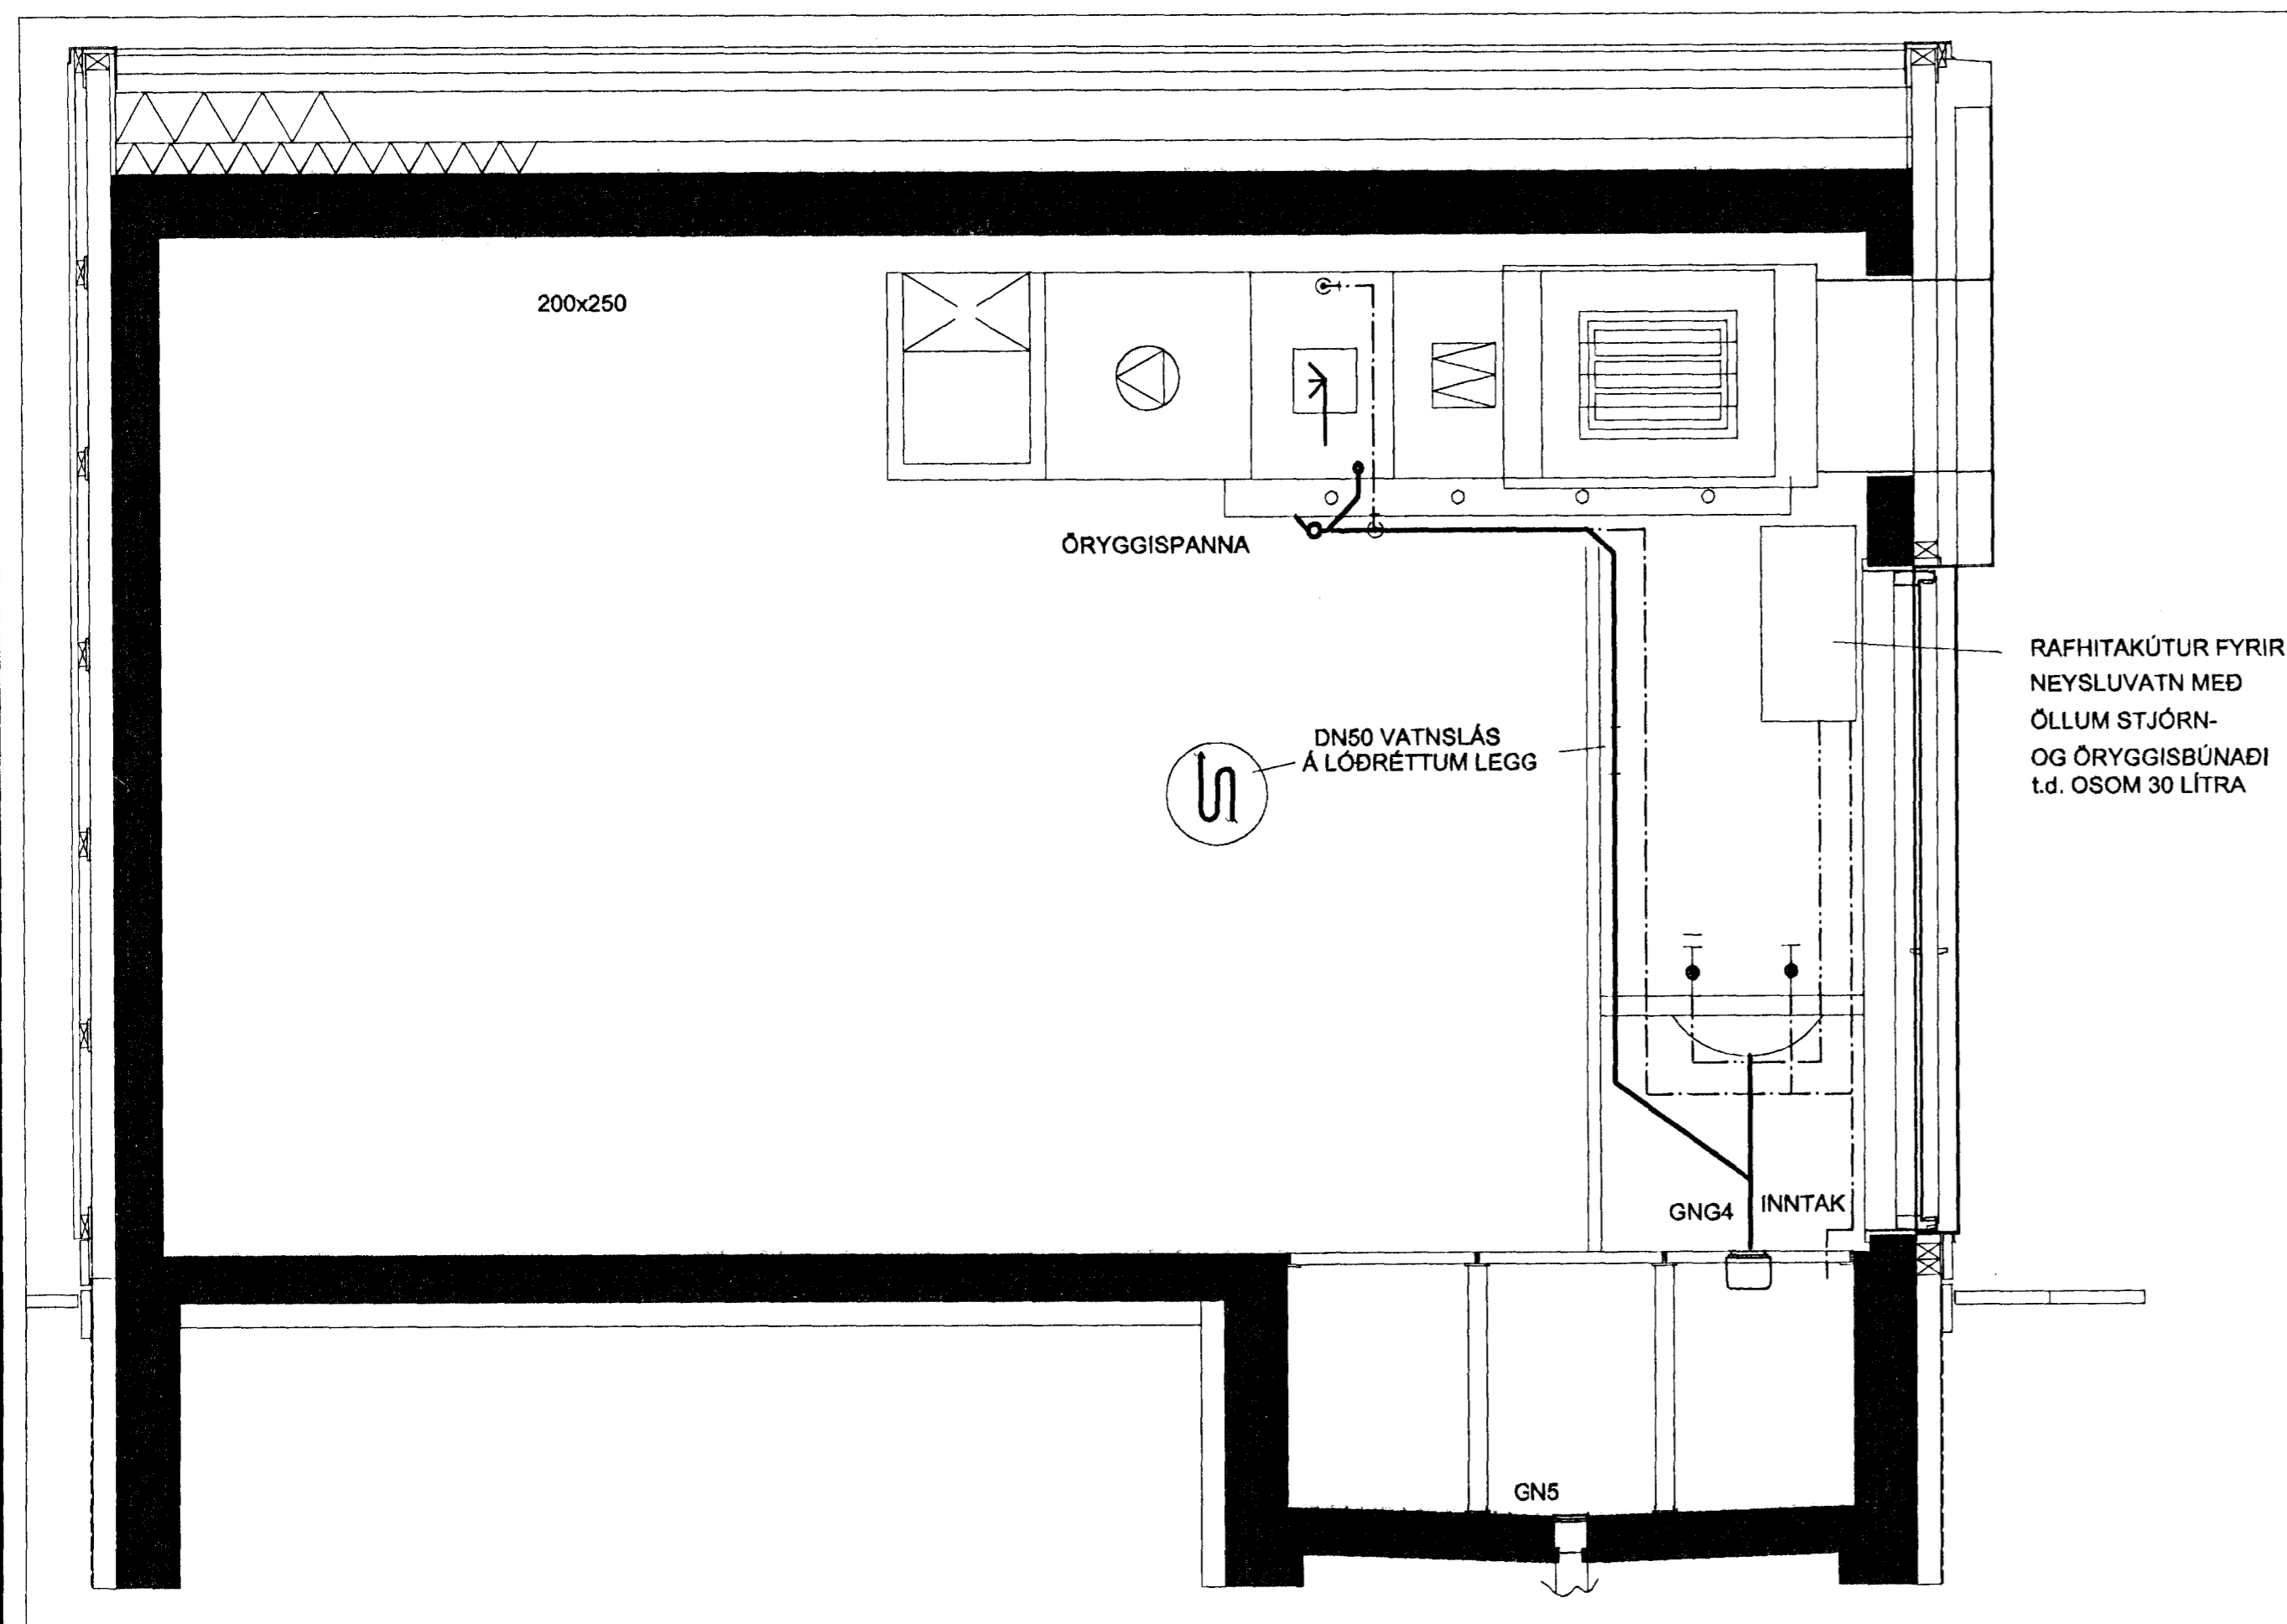 200x250
ÖRYGGISPANNA
RAFHITAKÚTUR FYRIR
NEYSLUVATN MEÐ
ÖLLUM STJÓRN-
OG ÖRYGGISBÚNAÐI
t.d. OSOM 30 LÍTRA
DN50 VATNSLÁS
Á LÓÐRÉTTUM LEGG
GNG4
INNTAK
GN5